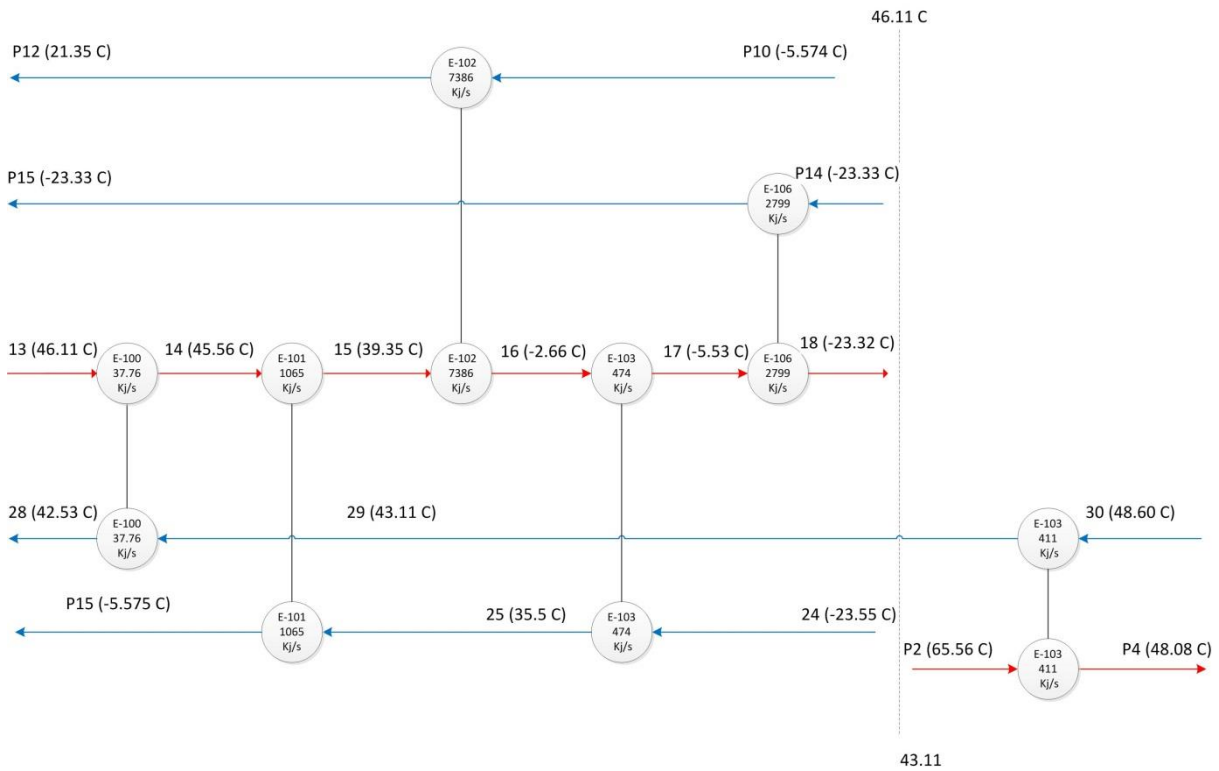 46.11 C
P12 (21.35 C)
E-102
7386
Kj/s
P10 (-5.574 C)
P15 (-23.33 C)
E-106
2799
Kj/s
P14 (-23.33 C)
13 (46.11 C)
E-100
37.76
Kj/s
14 (45.56 C)
E-101
1065
Kj/s
15 (39.35 C)
E-102
7386
Kj/s
16 (-2.66 C)
E-103
474
Kj/s
17 (-5.53 C)
E-106
2799
Kj/s
18 (-23.32 C)
28 (42.53 C)
E-100
37.76
Kj/s
29 (43.11 C)
E-103
411
Kj/s
30 (48.60 C)
P15 (-5.575 C)
E-101
1065
Kj/s
25 (35.5 C)
E-103
474
Kj/s
24 (-23.55 C)
P2 (65.56 C)
E-103
411
Kj/s
P4 (48.08 C)
43.11